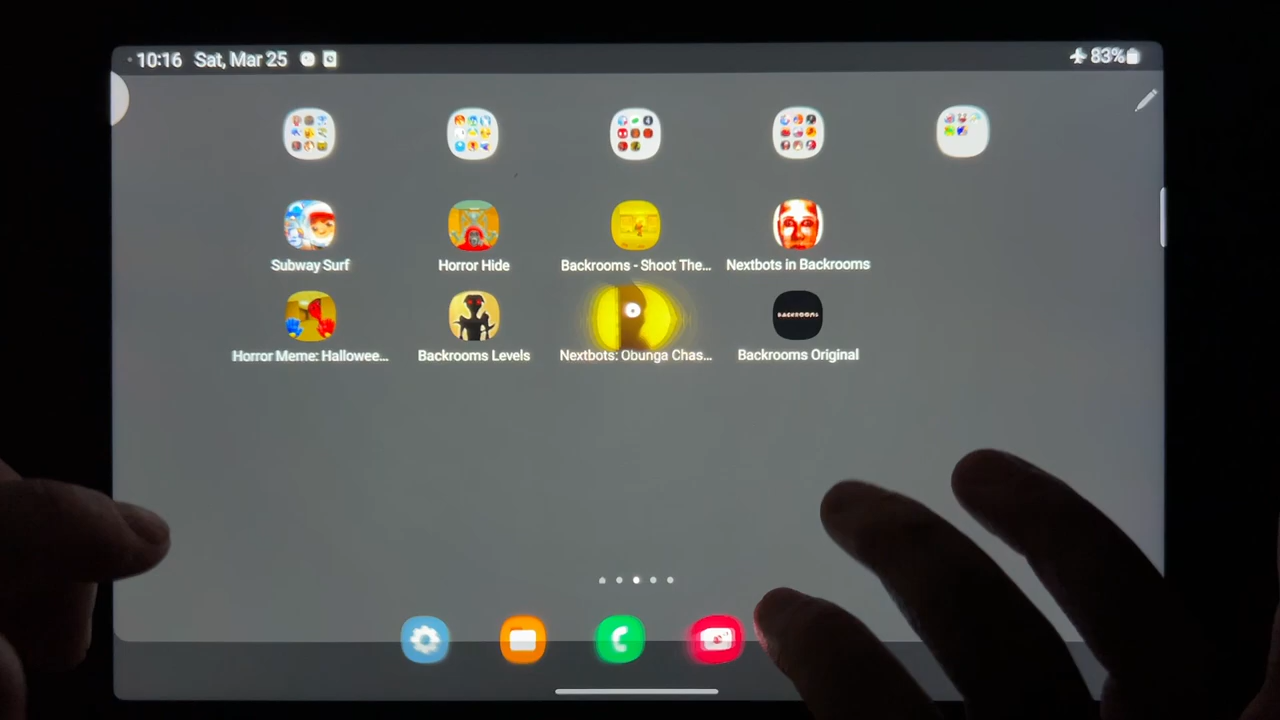 10:16 Sat, Mar 25
83%
Subway Surf
Horror Hide
Backrooms - Shoot The...
Nextbots in Backrooms
Horror Meme: Hallowee...
Backrooms Levels
Nextbots: Obunga Chas...
BACKROOMS
Backrooms Original